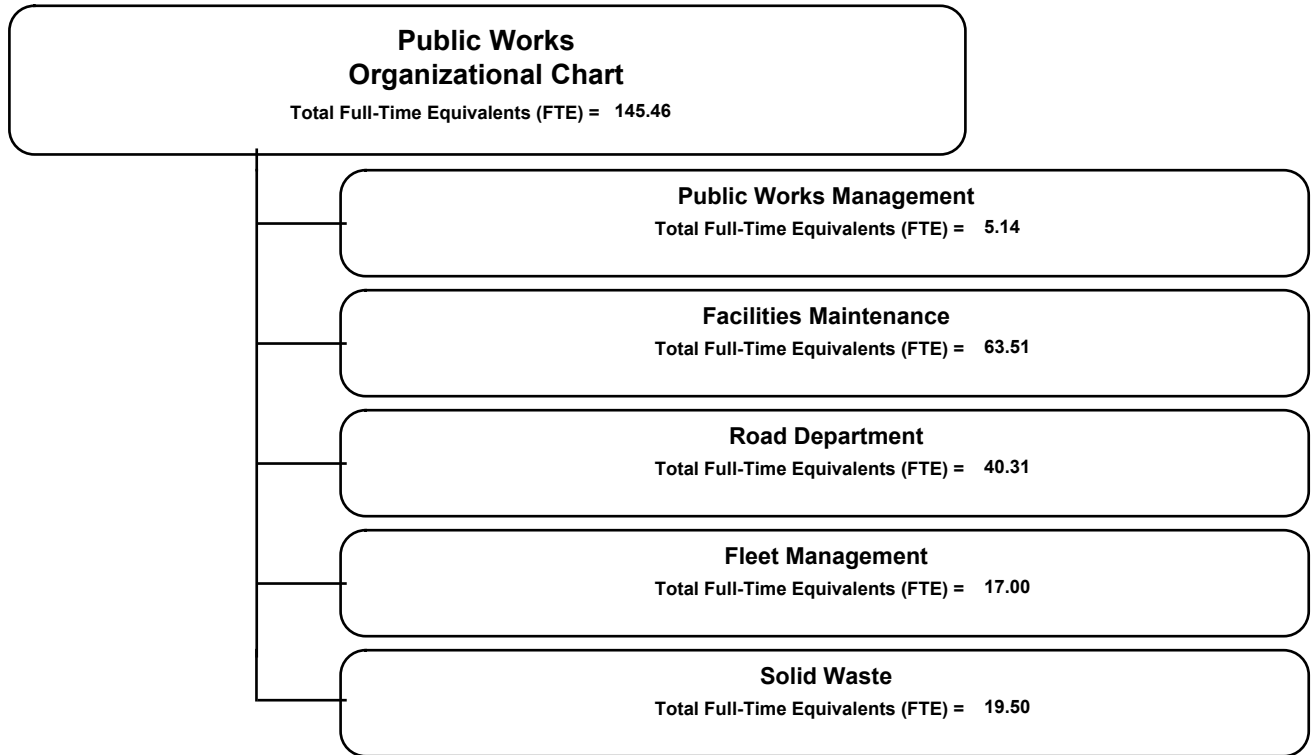 Public Works
Organizational Chart
Total Full-Time Equivalents (FTE) = 145.46
Public Works Management
Total Full-Time Equivalents (FTE) = 5.14
Facilities Maintenance
Total Full-Time Equivalents (FTE) = 63.51
Road Department
Total Full-Time Equivalents (FTE) = 40.31
Fleet Management
Total Full-Time Equivalents (FTE) = 17.00
Solid Waste
Total Full-Time Equivalents (FTE) = 19.50